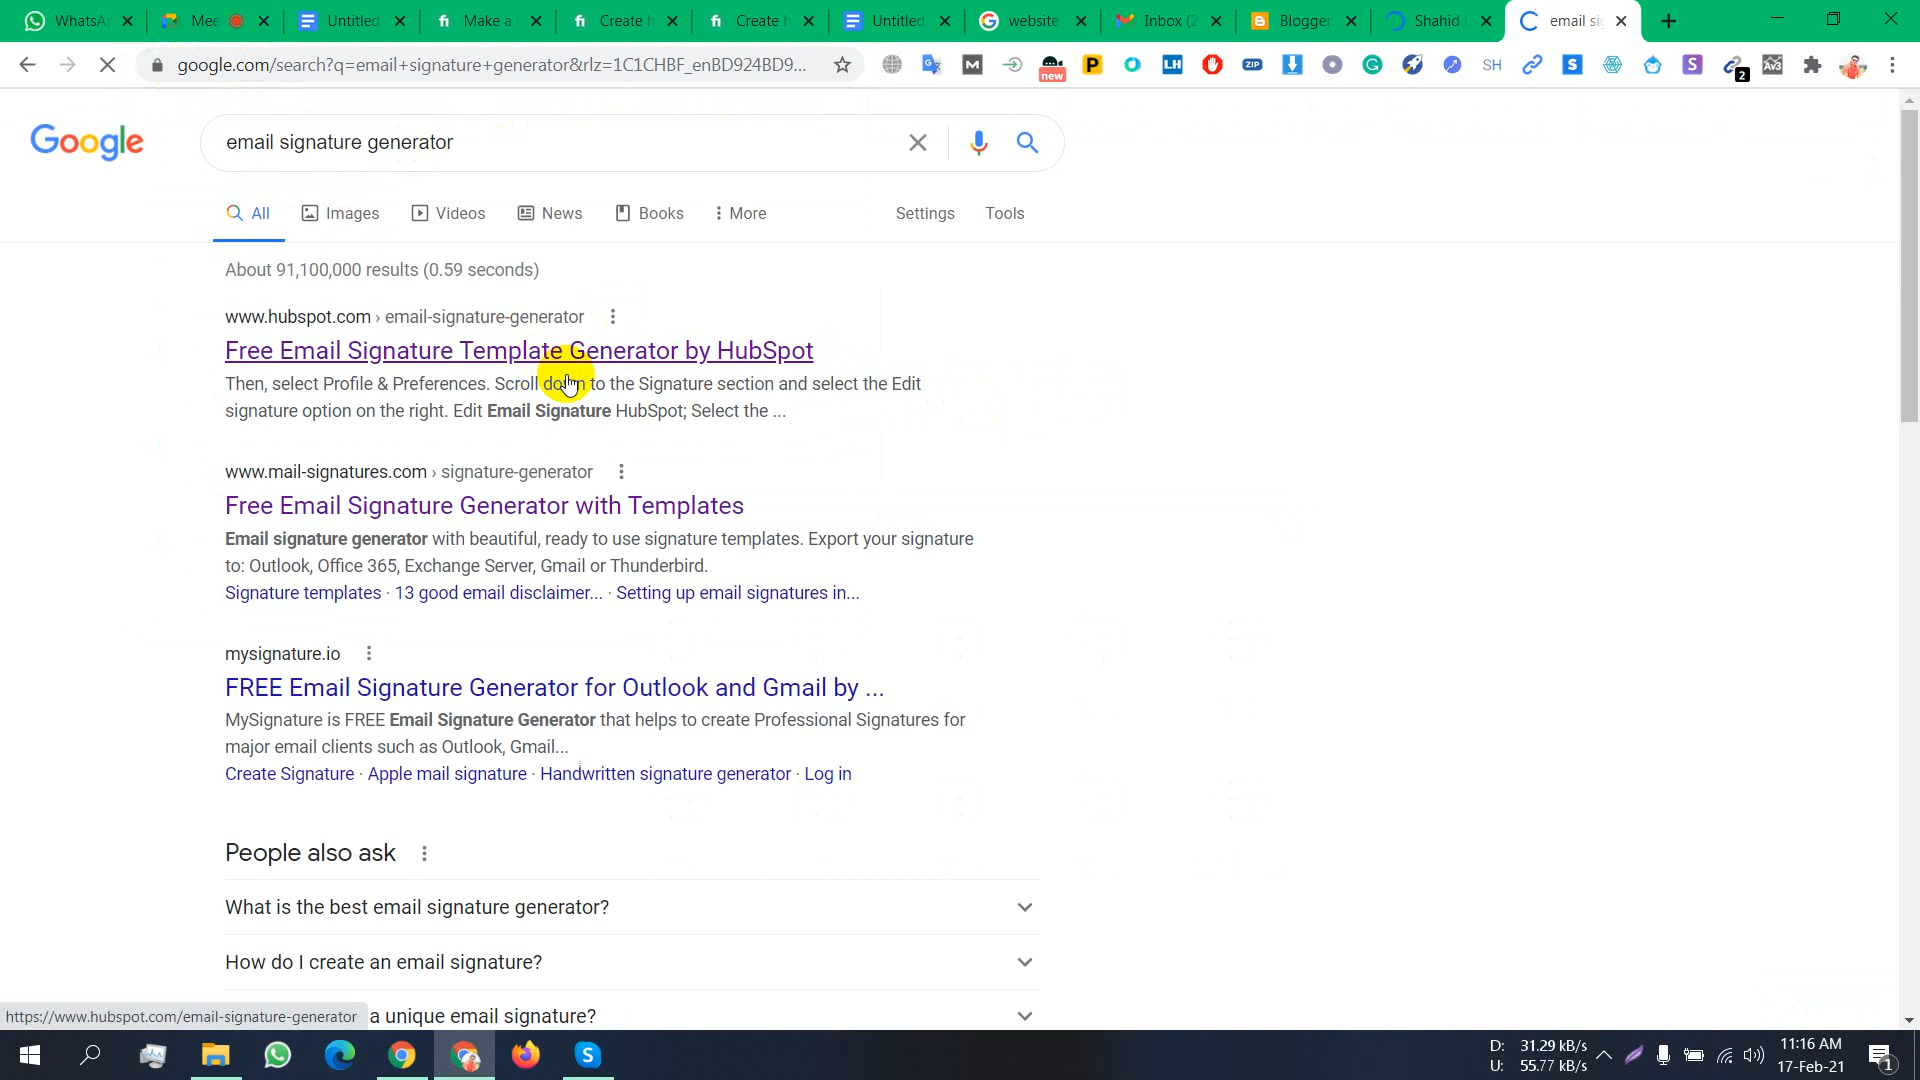 WhatsA
Mee
Untitled
Make a
Create h
Create h
Untitled
website
Inbox (2
Blogger
Shahid
email si
google.com/search?q=email+signature+generator&rlz=1C1CHBF_enBD924BD9...
new
ZIP
LH
SH
2
Google
email signature generator
All
Images
Videos
News
Books
More
Settings
Tools
About 91,100,000 results (0.59 seconds)
www.hubspot.com › email-signature-generator
Free Email Signature Template Generator by HubSpot
Then, select Profile & Preferences. Scroll down to the Signature section and select the Edit
signature option on the right. Edit Email Signature HubSpot; Select the ...
www.mail-signatures.com › signature-generator
Free Email Signature Generator with Templates
Email signature generator with beautiful, ready to use signature templates. Export your signature
to: Outlook, Office 365, Exchange Server, Gmail or Thunderbird.
Signature templates · 13 good email disclaimer... · Setting up email signatures in...
mysignature.io
FREE Email Signature Generator for Outlook and Gmail by ...
MySignature is FREE Email Signature Generator that helps to create Professional Signatures for
major email clients such as Outlook, Gmail...
Create Signature · Apple mail signature · Handwritten signature generator · Log in
People also ask
What is the best email signature generator?
How do I create an email signature?
a unique email signature?
https://www.hubspot.com/email-signature-generator
D: 31.29 kB/s
U: 55.77 kB/s
11:16 AM
17-Feb-21
1